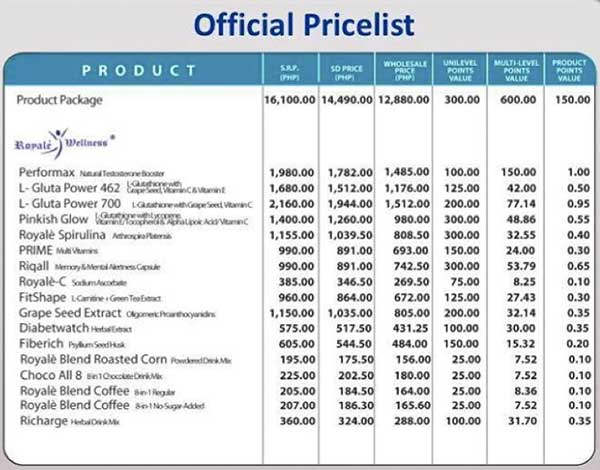 Official Pricelist
PRODUCT S.R.P. (PHP) SD PRICE (PHP) WHOLESALE PRICE (PHP) UNILEVEL POINTS VALUE MULTI-LEVEL POINTS VALUE PRODUCT POINTS VALUE
Product Package 16,100.00 14,490.00 12,880.00 300.00 600.00 150.00
Royalè Wellness ®
Performax Natural Testosterone Booster 1,980.00 1,782.00 1,485.00 100.00 150.00 1.00
L- Gluta Power 462 L-Glutathione with Grape Seed, Vitamin C & Vitamin E 1,680.00 1,512.00 1,176.00 125.00 42.00 0.50
L- Gluta Power 700 L-Glutathione with Grape Seed, Vitamin C 2,160.00 1,944.00 1,512.00 200.00 77.14 0.95
Pinkish Glow L-Glutathione with Lycopene, Vitamin E/Tocopherol & Alpha Lipoic Acid/Vitamin C 1,400.00 1,260.00 980.00 300.00 48.86 0.55
Royalè Spirulina Arthrospira Platensis 1,155.00 1,039.50 808.50 300.00 32.55 0.40
PRIME Multi Vitamins 990.00 891.00 693.00 150.00 24.00 0.30
Rigall Memory & Mental Alertness Capsule 990.00 891.00 742.50 300.00 53.79 0.65
Royalè-C Sodium Ascorbate 385.00 346.50 269.50 75.00 8.25 0.10
FitShape L-Carnitine + Green Tea Extract 960.00 864.00 672.00 125.00 27.43 0.30
Grape Seed Extract Oligomeric Proanthocyanidins 1,150.00 1,035.00 805.00 200.00 32.14 0.35
Diabetwatch Herbal Extract 575.00 517.50 431.25 100.00 30.00 0.35
Fiberich Psyllium Seed Husk 605.00 544.50 484.00 150.00 15.32 0.20
Royalè Blend Roasted Corn Powdered Drink Mix 195.00 175.50 156.00 25.00 7.52 0.10
Choco All 8 8 in 1 Chocolate Drink Mix 225.00 202.50 180.00 25.00 7.52 0.10
Royalè Blend Coffee 8-in-1 Regular 205.00 184.50 164.00 25.00 8.36 0.10
Royalè Blend Coffee 8-in-1 No-Sugar-Added 207.00 186.30 165.60 25.00 7.52 0.10
Richarge Herbal Drink Mix 360.00 324.00 288.00 100.00 31.70 0.35